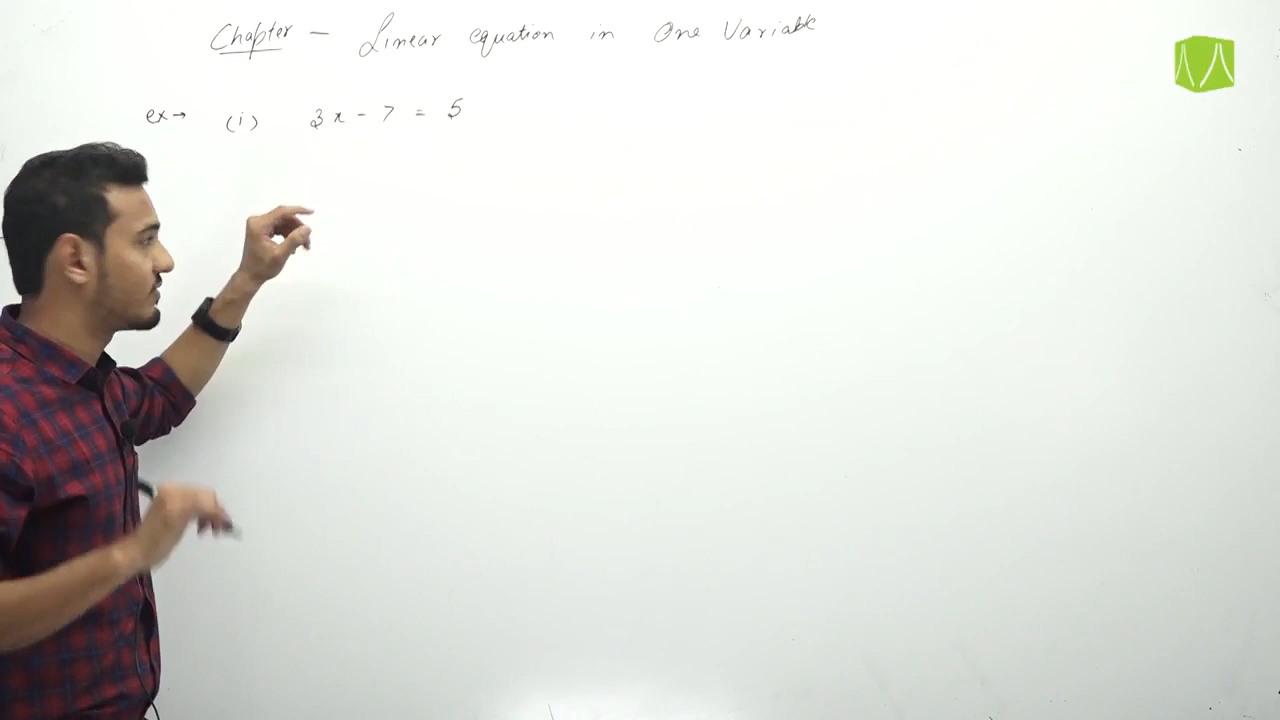 Chapter - Linear equation in One Variable
ex→ (i) 3x - 7 = 5